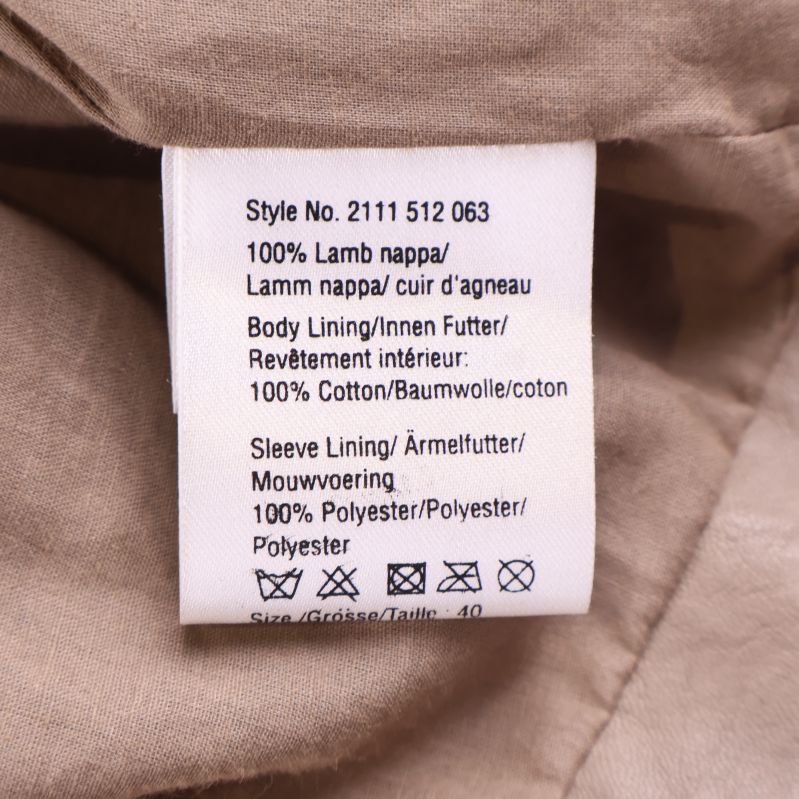 Style No. 2111 512 063
100% Lamb nappa/
Lamm nappa/ cuir d'agneau
Body Lining/Innen Futter/
Revêtement intérieur:
100% Cotton/Baumwolle/coton
Sleeve Lining/ Ärmelfutter/
Mouwvoering
100% Polyester/Polyester/
Polyester
Size /Grösse/Taille : 40